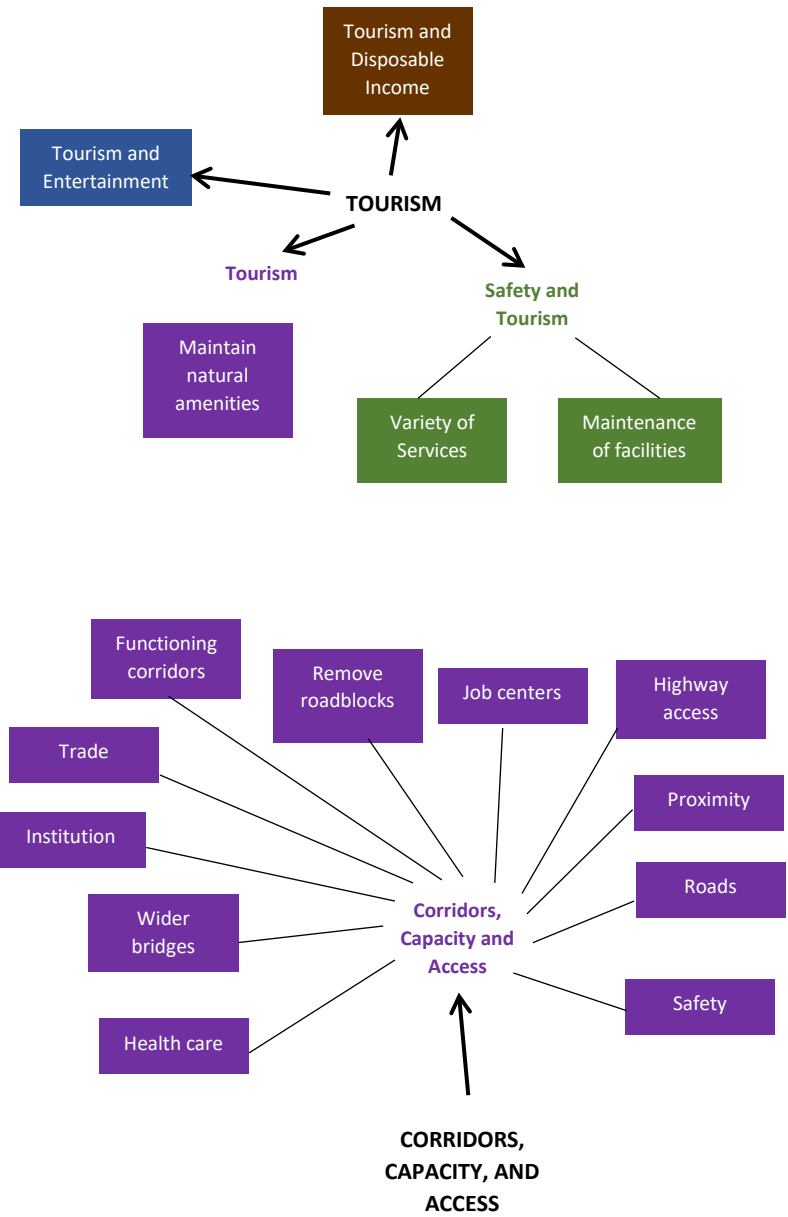 Tourism and
Disposable
Income
Tourism and
Entertainment
TOURISM
Tourism
Safety and
Tourism
Maintain
natural
amenities
Variety of
Services
Maintenance
of facilities
Functioning
corridors
Remove
roadblocks
Job centers
Highway
access
Trade
Proximity
Institution
Roads
Wider
bridges
Corridors,
Capacity and
Access
Safety
Health care
CORRIDORS,
CAPACITY, AND
ACCESS